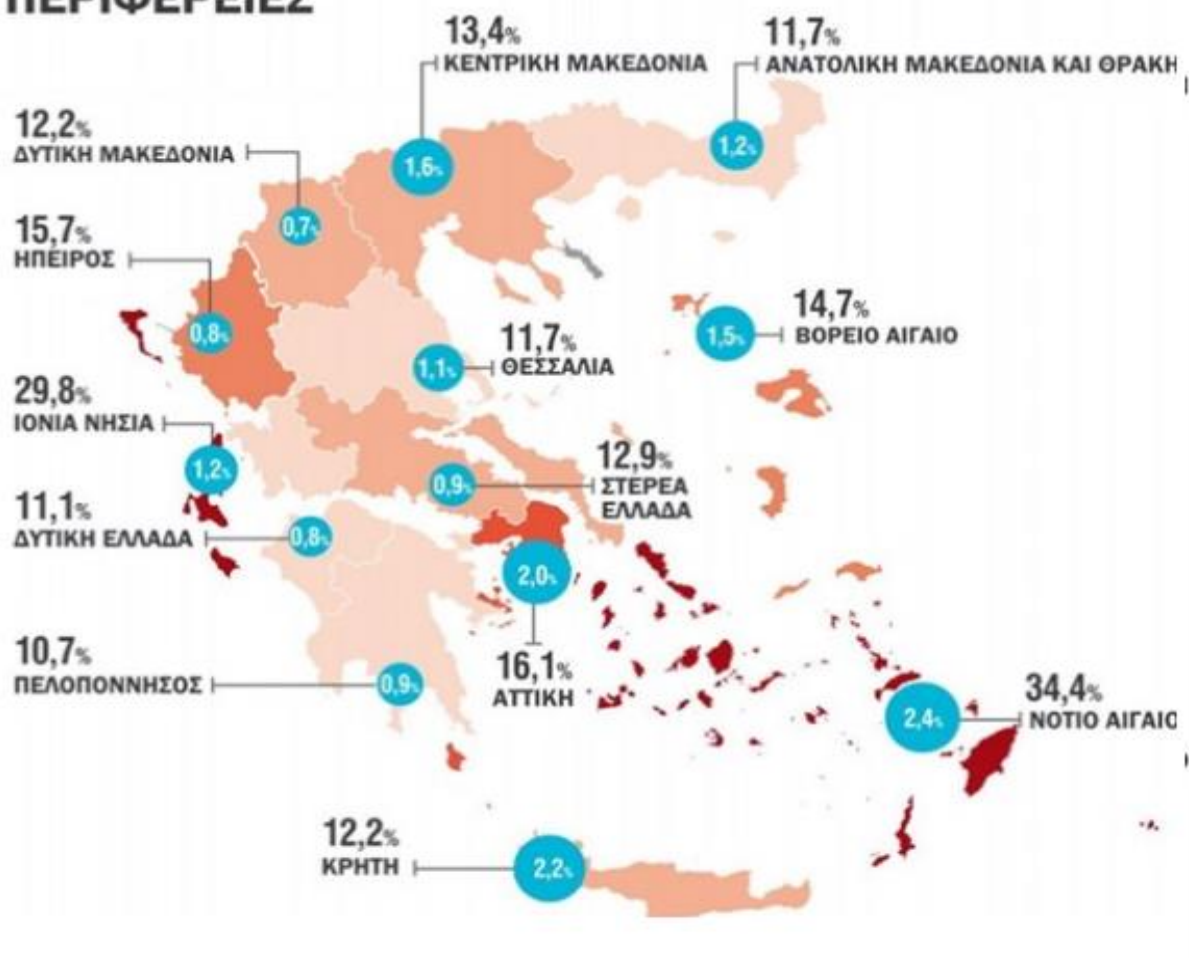 ΠΕΡΙΦΕΡΕΙΕΣ
13,4%
ΚΕΝΤΡΙΚΗ ΜΑΚΕΔΟΝΙΑ
11,7%
ΑΝΑΤΟΛΙΚΗ ΜΑΚΕΔΟΝΙΑ ΚΑΙ ΘΡΑΚΗ
12,2%
ΔΥΤΙΚΗ ΜΑΚΕΔΟΝΙΑ
1,6%
1,2%
15,7%
ΗΠΕΙΡΟΣ
0,7%
0,8%
14,7%
ΒΟΡΕΙΟ ΑΙΓΑΙΟ
1,5%
11,7%
ΘΕΣΣΑΛΙΑ
1,1%
29,8%
ΙΟΝΙΑ ΝΗΣΙΑ
1,2%
12,9%
ΣΤΕΡΕΑ
ΕΛΛΑΔΑ
0,9%
11,1%
ΔΥΤΙΚΗ ΕΛΛΑΔΑ
0,8%
2,0%
16,1%
ΑΤΤΙΚΗ
10,7%
ΠΕΛΟΠΟΝΝΗΣΟΣ
0,9%
34,4%
ΝΟΤΙΟ ΑΙΓΑΙΟ
2,4%
12,2%
ΚΡΗΤΗ
2,2%